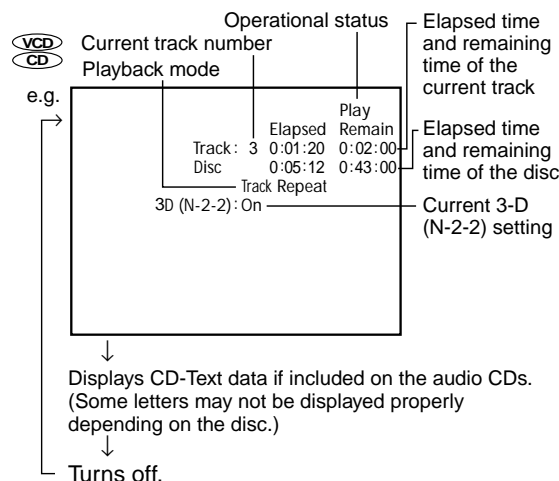 Operational status
VCD
CD
Current track number
Playback mode
Elapsed time
and remaining
time of the
current track
e.g.
Play
Elapsed Remain
Track: 3 0:01:20 0:02:00
Disc 0:05:12 0:43:00
Track Repeat
3D (N-2-2): On
Elapsed time
and remaining
time of the disc
Current 3-D
(N-2-2) setting
Displays CD-Text data if included on the audio CDs.
(Some letters may not be displayed properly
depending on the disc.)
Turns off.